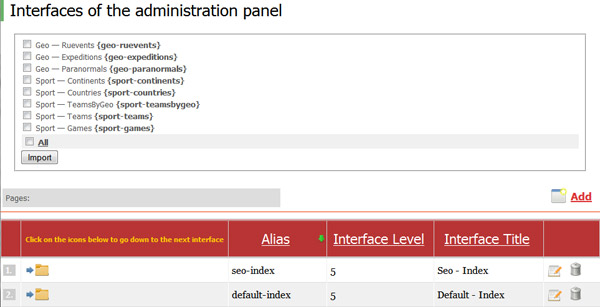 Interfaces of the administration panel
Geo — Ruevents {geo-ruevents}
Geo — Expeditions {geo-expeditions}
Geo — Paranormals {geo-paranormals}
Sport — Continents {sport-continents}
Sport — Countries {sport-countries}
Sport — TeamsByGeo {sport-teamsbygeo}
Sport — Teams {sport-teams}
Sport — Games {sport-games}
All
Import
Pages:
Add
Click on the icons below to go down to the next interface Alias Interface Level Interface Title
1. seo-index 5 Seo - Index
2. default-index 5 Default - Index